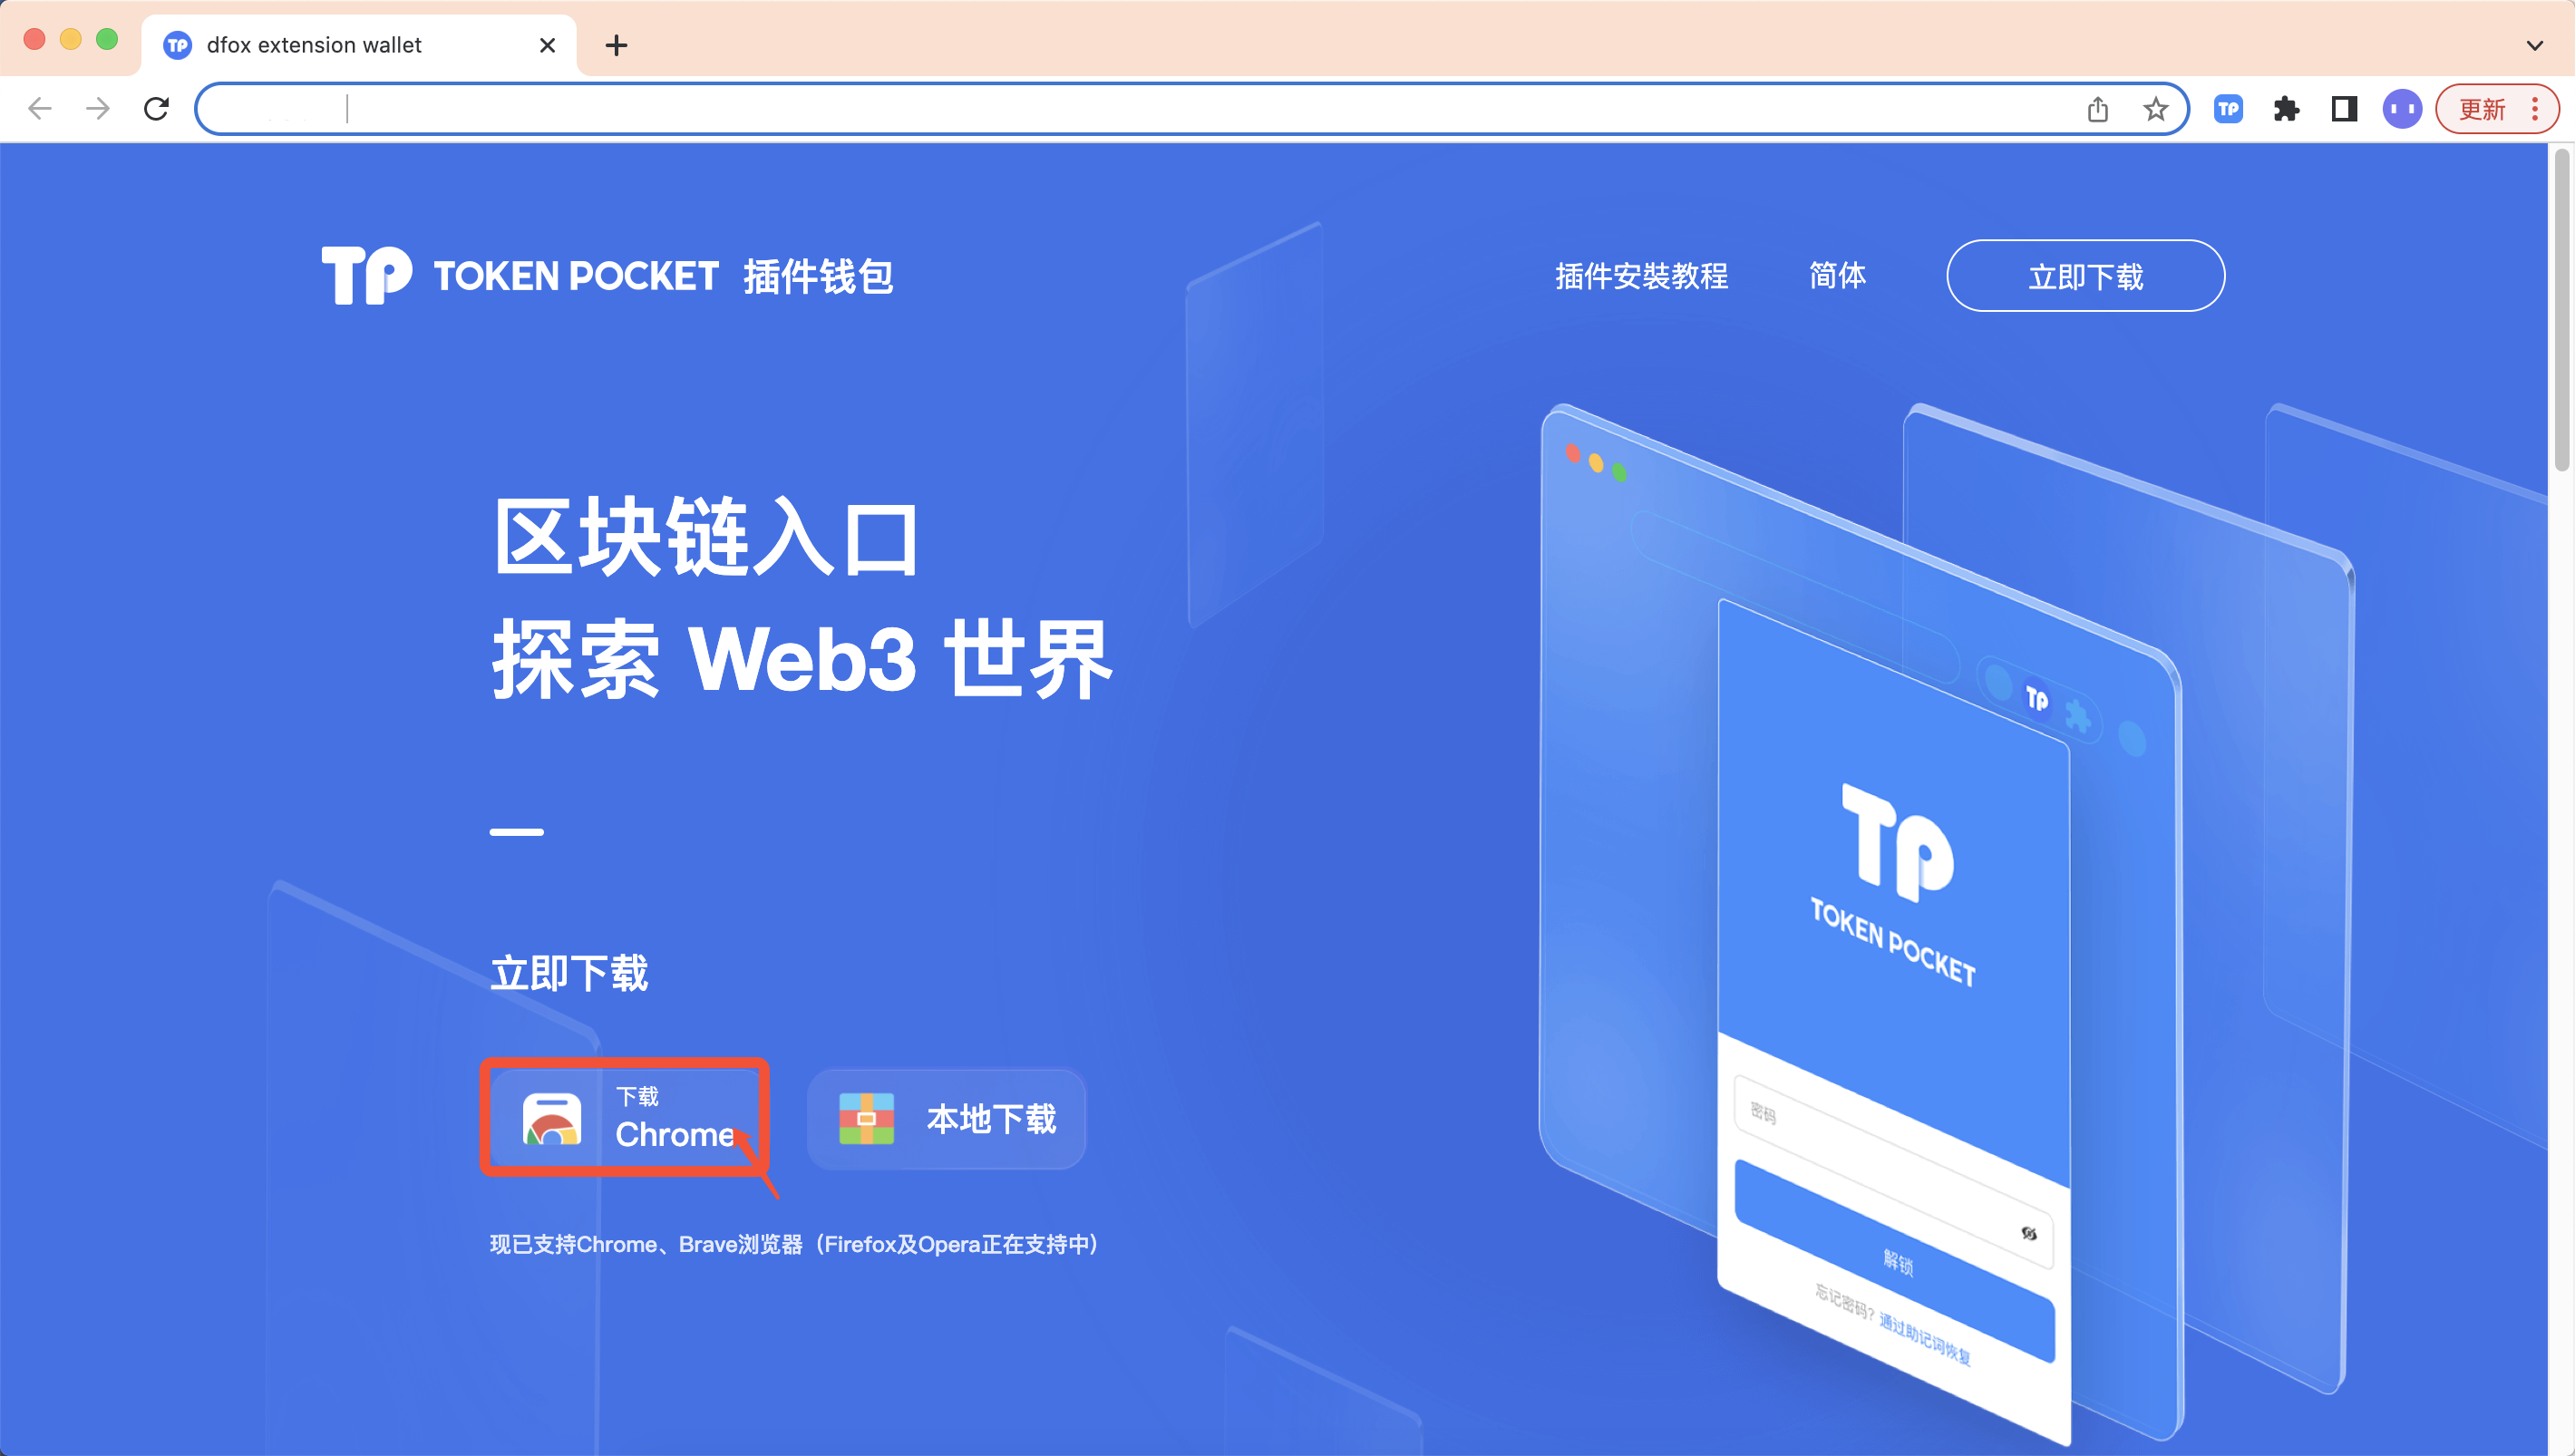 TP dfox extension wallet
TP 更新
TP TOKEN POCKET 插件钱包
插件安装教程 简体 立即下载
区块链入口
探索 Web3 世界
TP
TP
TOKEN POCKET
立即下载
下载
Chrome
本地下载
密码
现已支持Chrome、Brave浏览器（Firefox及Opera正在支持中）
解锁
忘记密码? 通过助记词恢复